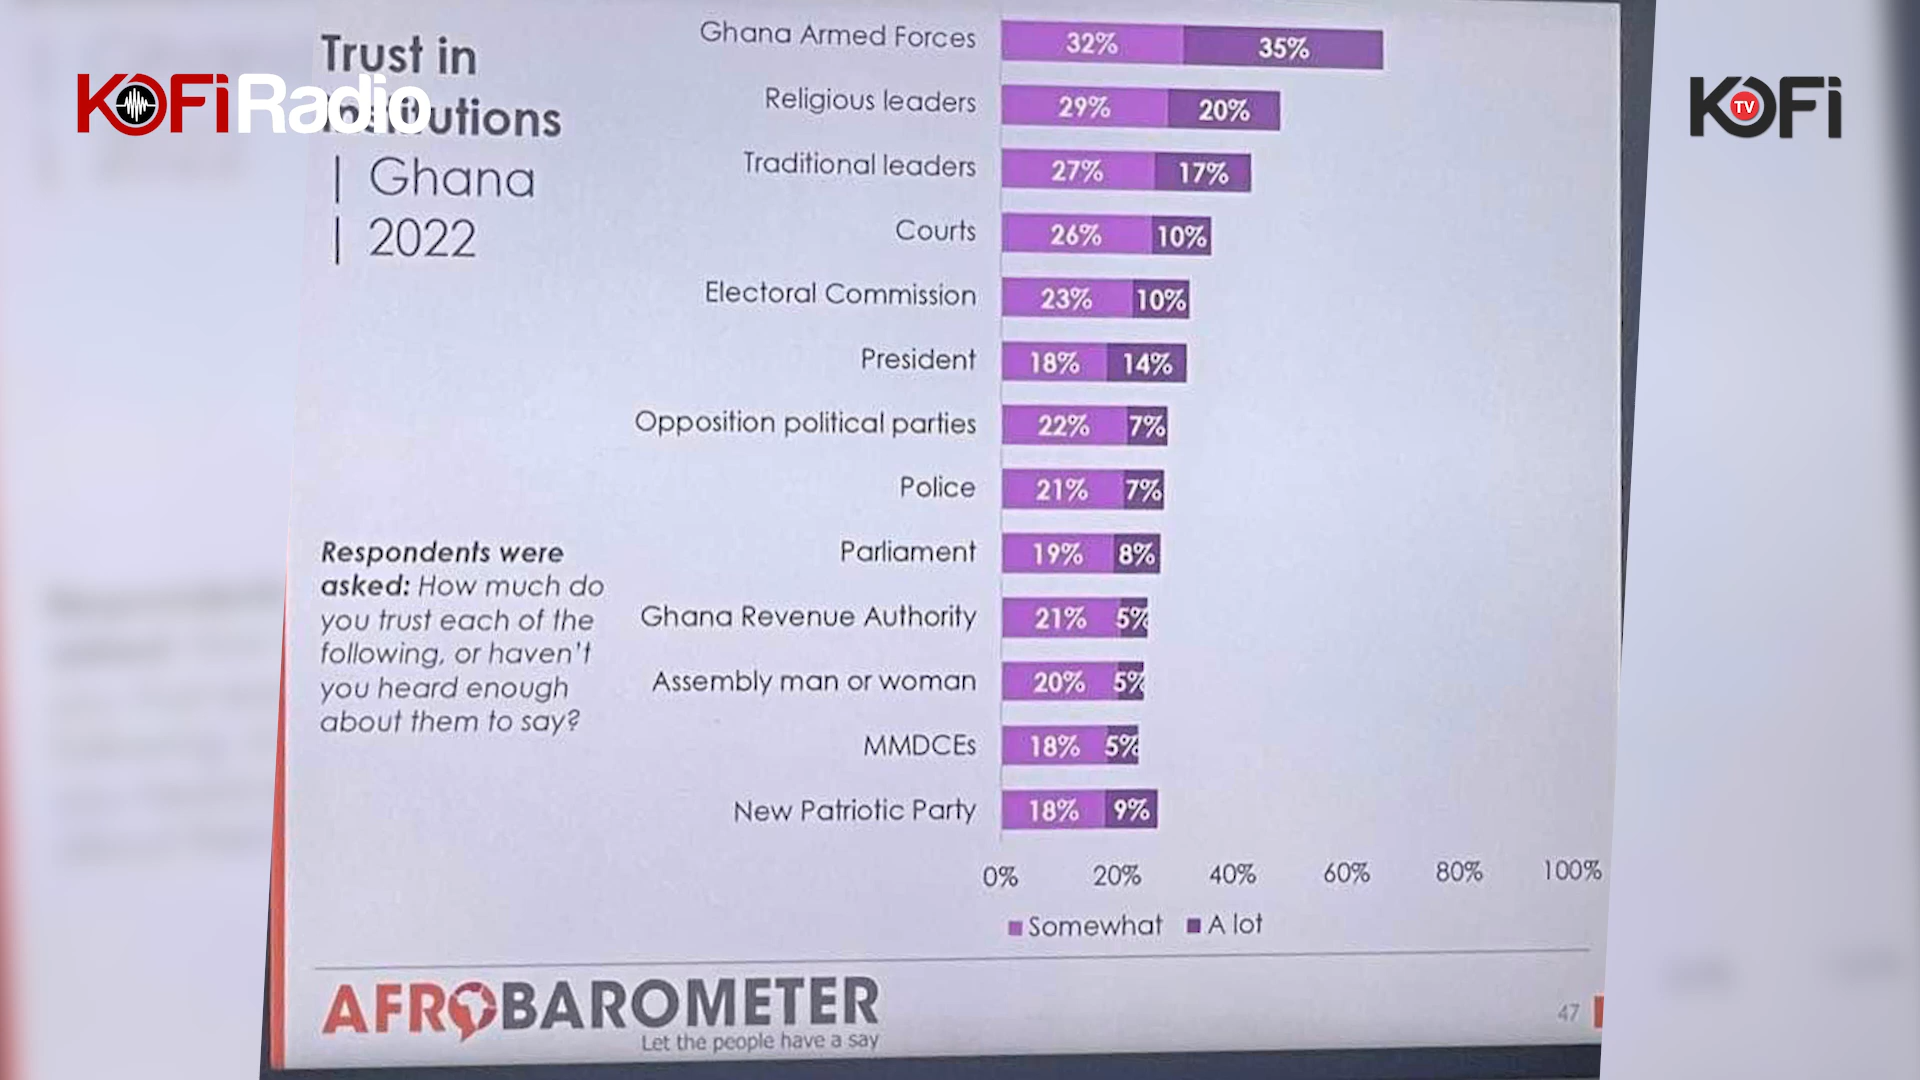 Trust in
Institutions
| Ghana
| 2022
KOFi Radio
KOFi TV
Ghana Armed Forces 32% 35%
Religious leaders 29% 20%
Traditional leaders 27% 17%
Courts 26% 10%
Electoral Commission 23% 10%
President 18% 14%
Opposition political parties 22% 7%
Police 21% 7%
Parliament 19% 8%
Ghana Revenue Authority 21% 5%
Assembly man or woman 20% 5%
MMDCEs 18% 5%
New Patriotic Party 18% 9%
0% 20% 40% 60% 80% 100%
Somewhat A lot
Respondents were
asked: How much do
you trust each of the
following, or haven't
you heard enough
about them to say?
AFROBAROMETER
Let the people have a say
47